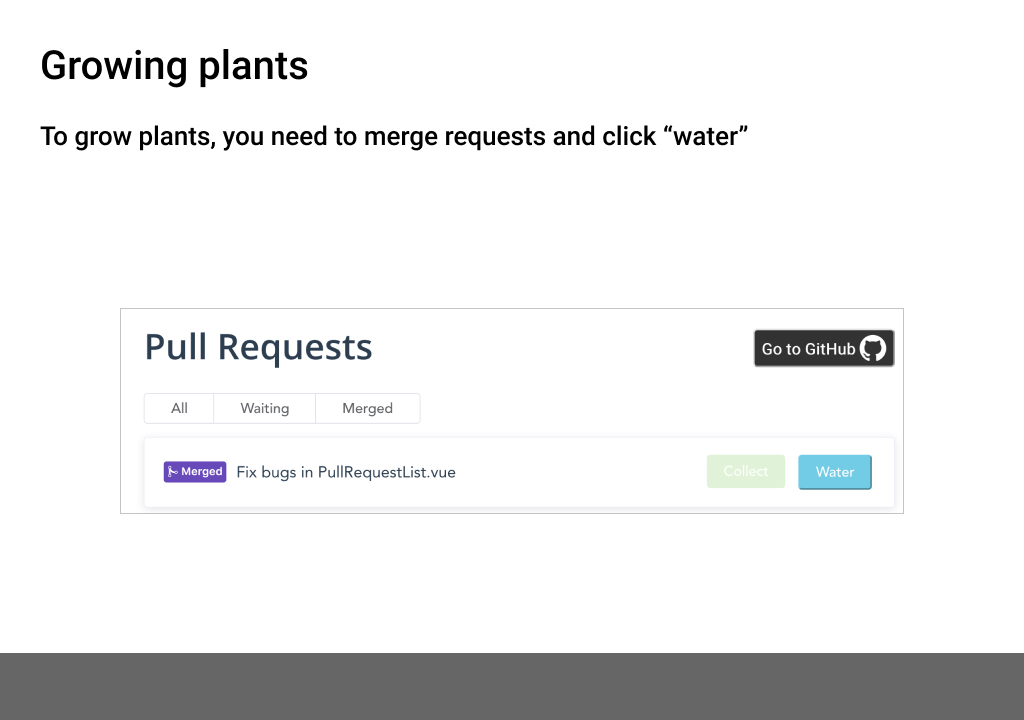 Growing plants
To grow plants, you need to merge requests and click “water”
Pull Requests
Go to GitHub
All
Waiting
Merged
Merged
Fix bugs in PullRequestList.vue
Collect
Water